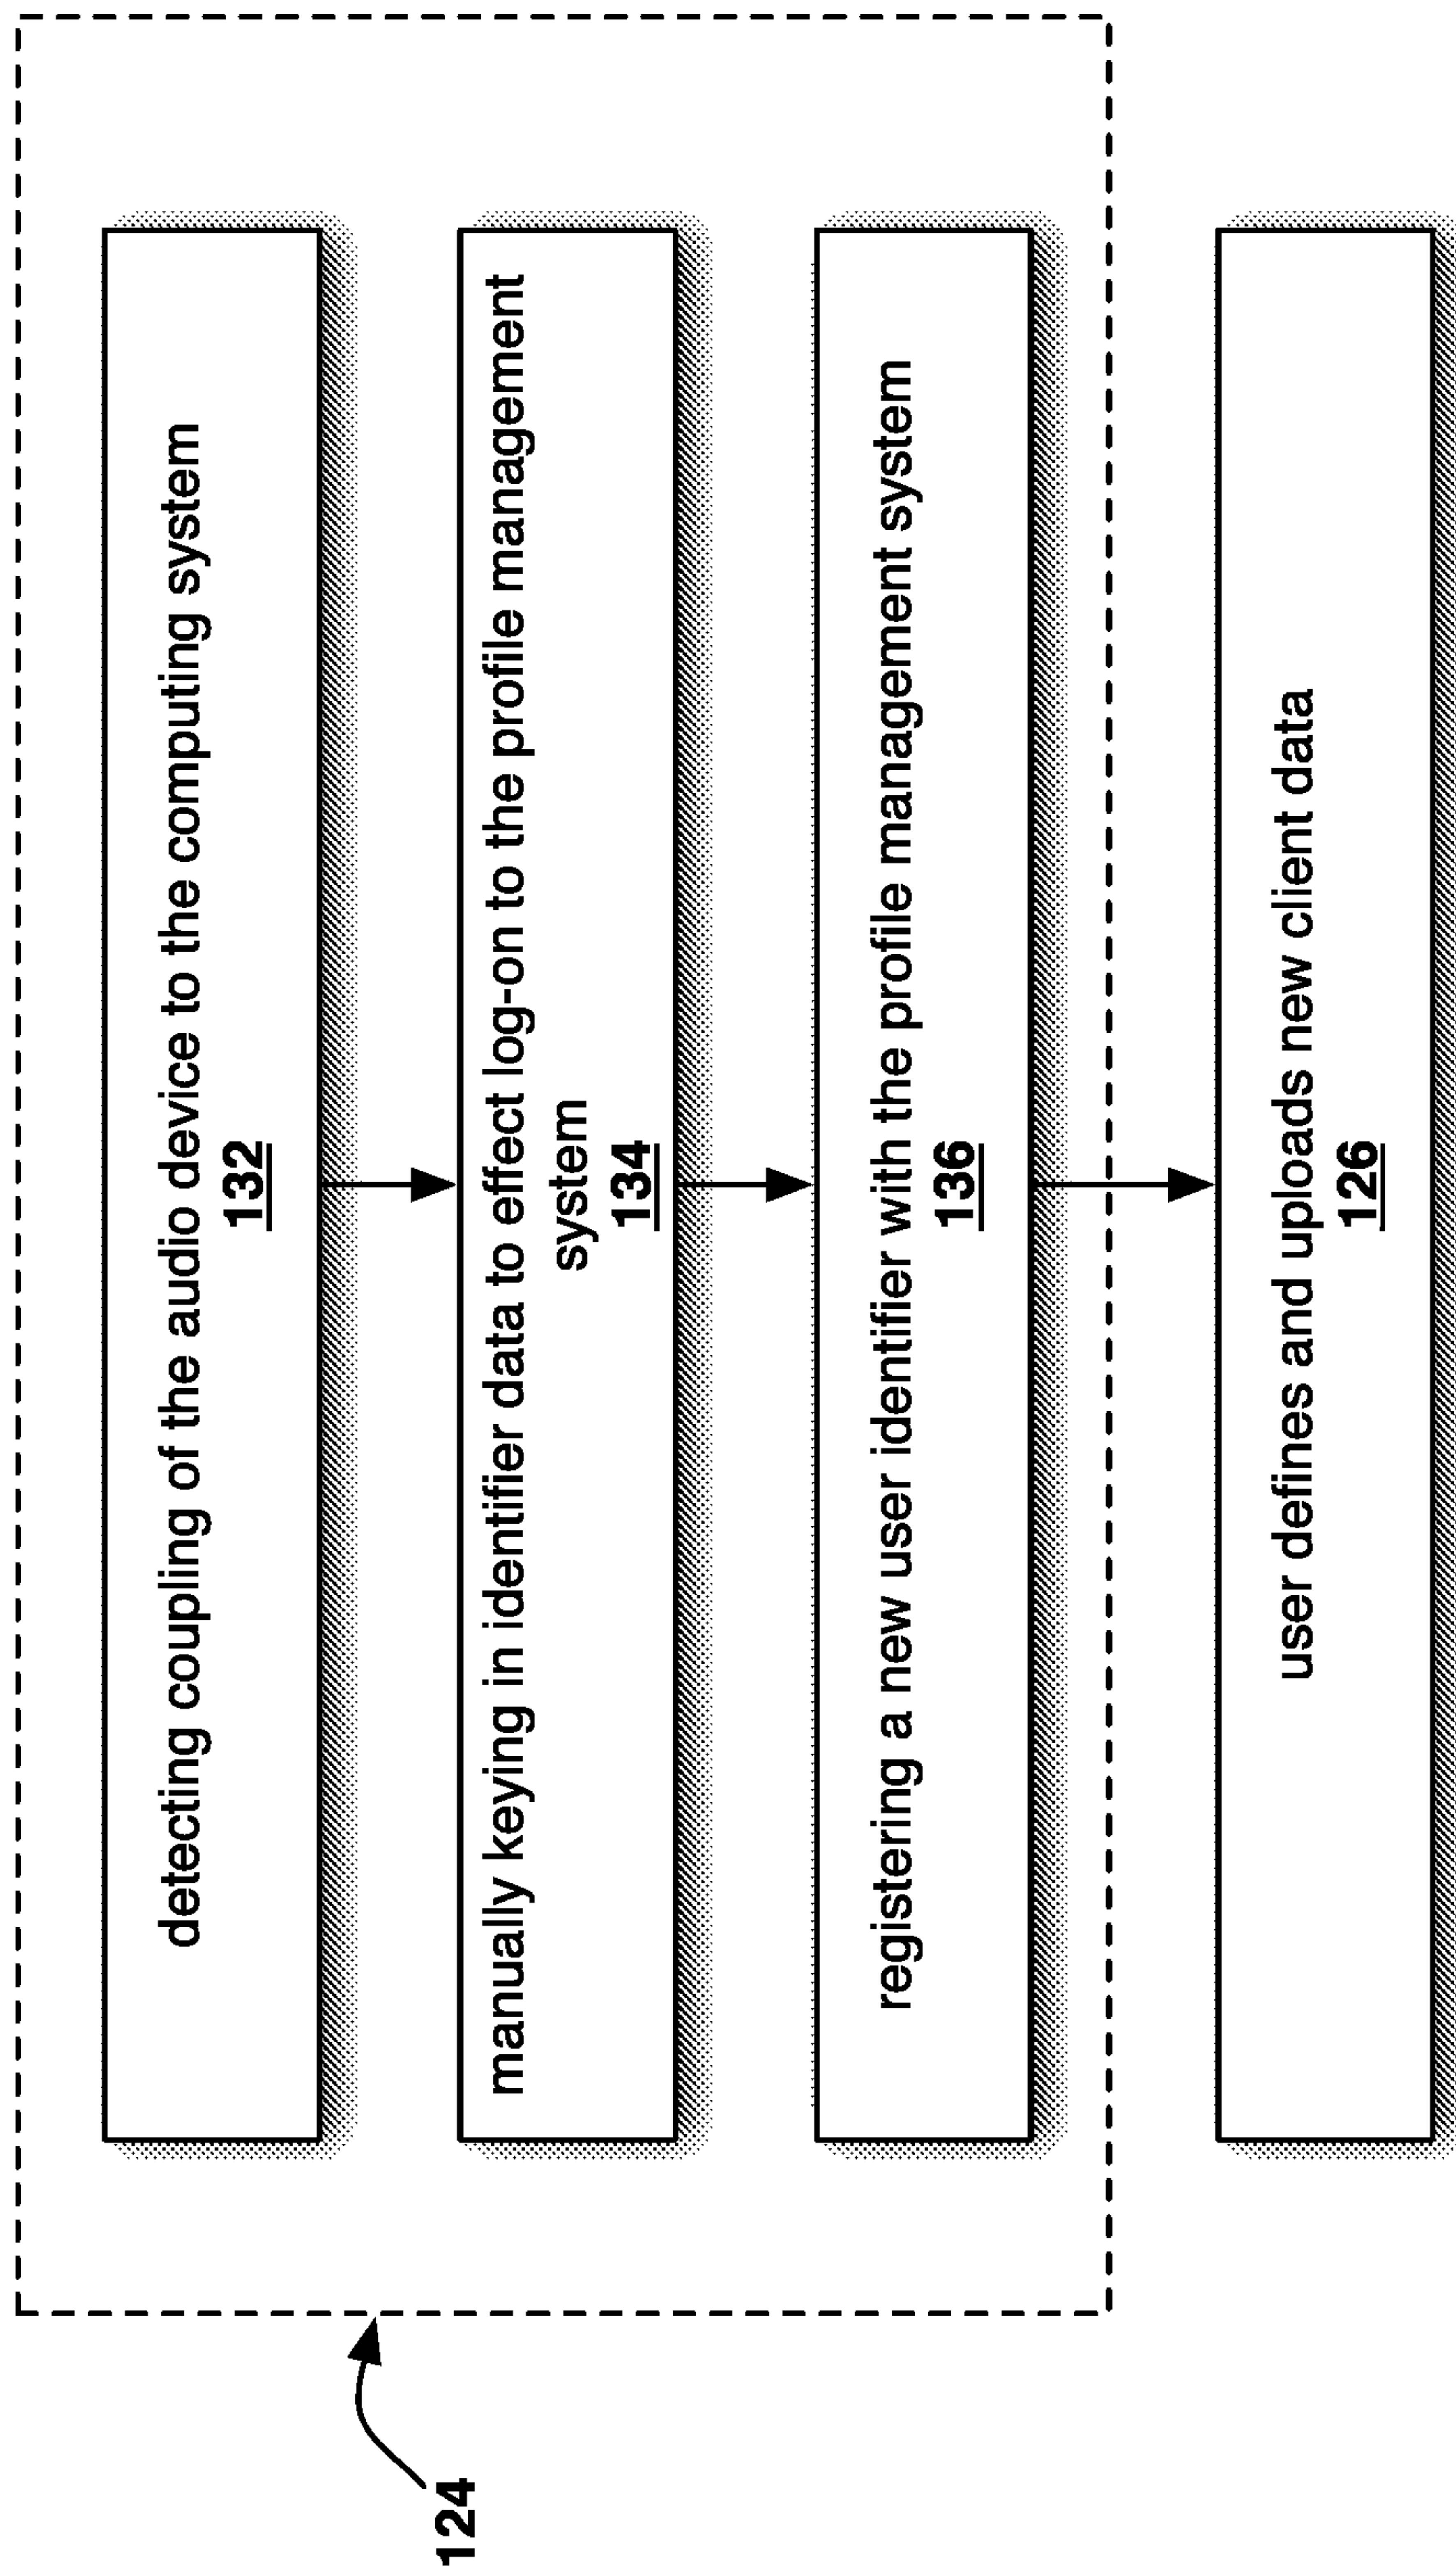 detecting coupling of the audio device to the computing system
132
manually keying in identifier data to effect log-on to the profile management
system
134
registering a new user identifier with the profile management system
136
user defines and uploads new client data
126
124